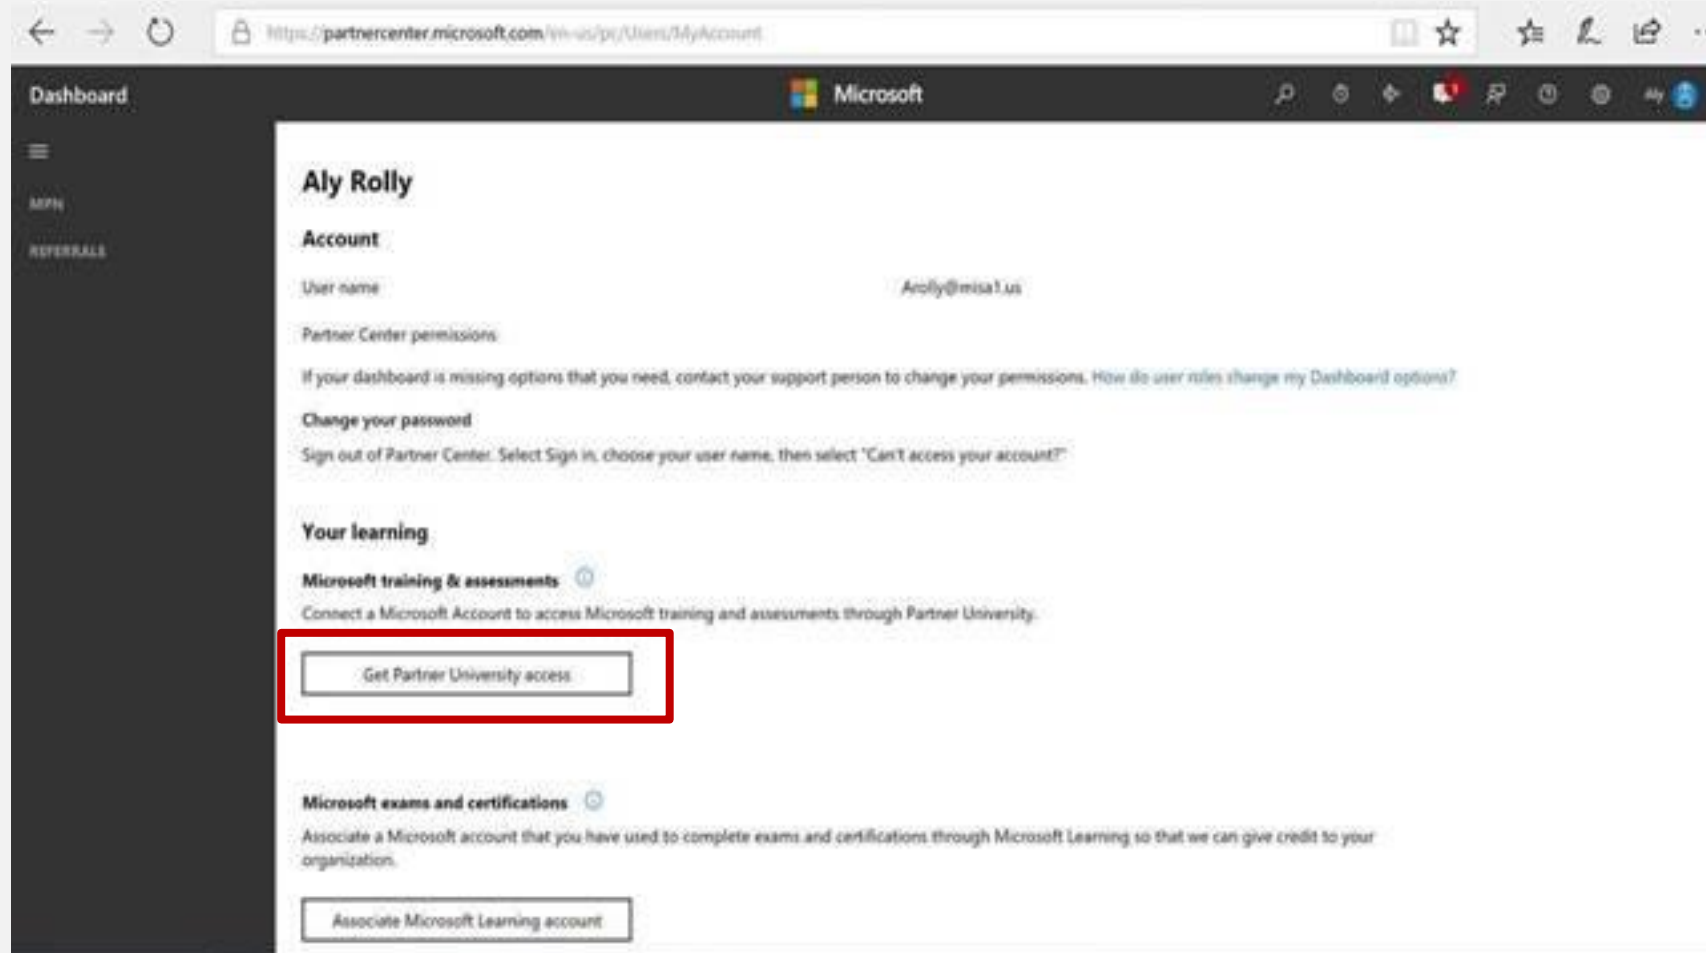 https://partnercenter.microsoft.com/en-us/pc/Users/MyAccount
Dashboard
Microsoft
Aly
MPN
REFERRALS
Aly Rolly
Account
User name
Arolly@misa1.us
Partner Center permissions
If your dashboard is missing options that you need, contact your support person to change your permissions. How do user roles change my Dashboard options?
Change your password
Sign out of Partner Center. Select Sign in, choose your user name, then select "Can't access your account?"
Your learning
Microsoft training & assessments
Connect a Microsoft Account to access Microsoft training and assessments through Partner University.
Get Partner University access
Microsoft exams and certifications
Associate a Microsoft account that you have used to complete exams and certifications through Microsoft Learning so that we can give credit to your
organization.
Associate Microsoft Learning account